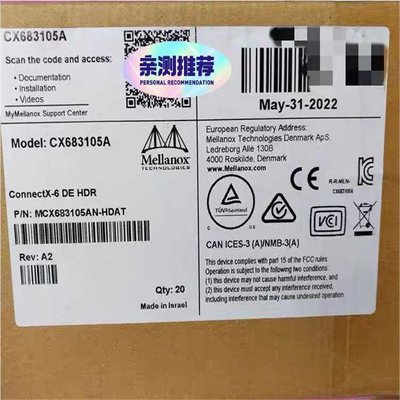 CX683105A
Scan the code and access:
• Documentation
• Installation
• Videos
MyMellanox Support Center
亲测推荐
May-31-2022
Model: CX683105A
Mellanox
TECHNOLOGIES
ConnectX-6 DE HDR
P/N: MCX683105AN-HDAT
Rev: A2
Qty: 20
Made in Israel
European Regulatory Address:
Mellanox Technologies Denmark ApS
Ledreborg Alle 130B
4000 Roskilde, Denmark
www.Mellanox.com
R-R-MLN-
CX683105A
TÜVRheinland
C US
VCI
CAN ICES-3 (A)/NMB-3(A)
This device complies with part 15 of the FCC rules
Operation is subject to the following two conditions:
(1) this device may not cause harmful interference, and
(2) this device must accept any interference received,
including interference that may cause undesired operation.